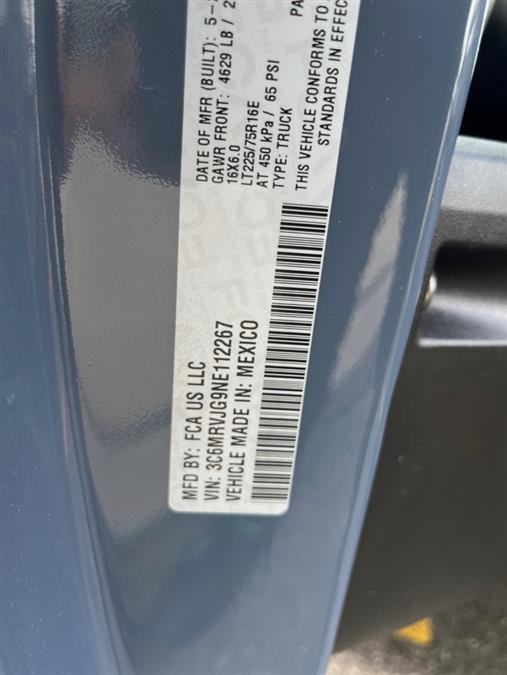 MFD BY: FCA US LLC
VIN: 3C6MRVJG9NE112267
VEHICLE MADE IN: MEXICO
DATE OF MFR (BUILT): 5-
GAWR FRONT: 4629 LB / 2
16X6.0
LT225/75R16E
AT 450 kPa / 65 PSI
TYPE: TRUCK
PA
THIS VEHICLE CONFORMS TO
STANDARDS IN EFFEC